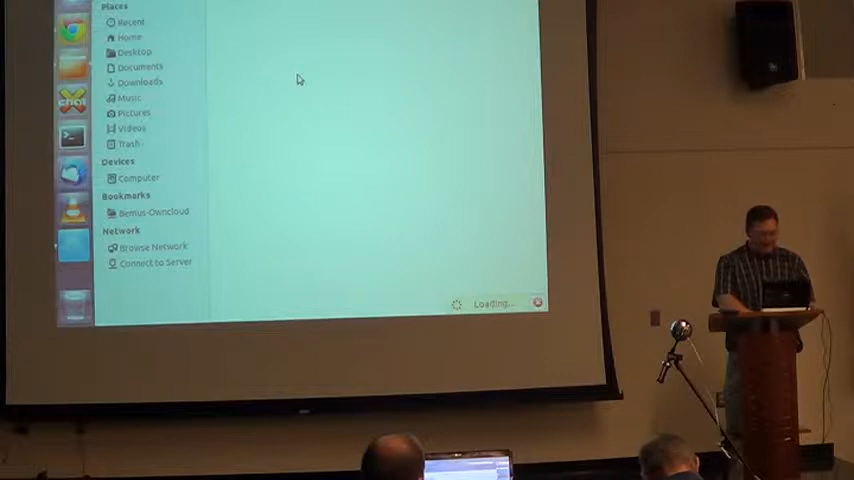 Places
Recent
Home
Desktop
Documents
Downloads
Music
Pictures
Videos
Trash
Devices
Computer
Bookmarks
Bemus-Owncloud
Network
Browse Network
Connect to Server
Loading...